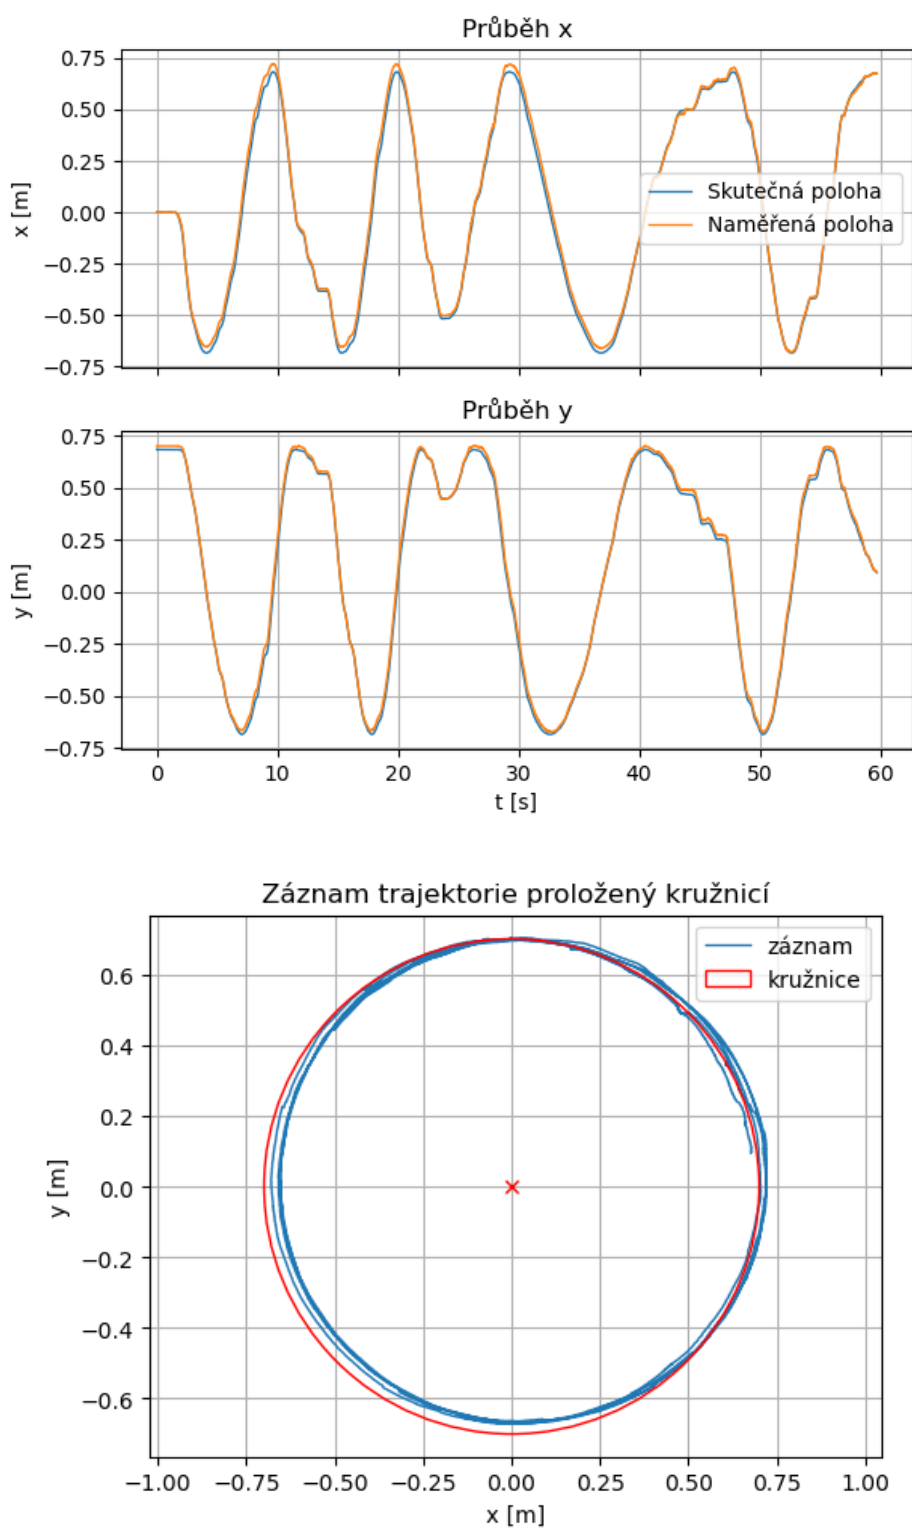 Průběh x
0.75
0.50
0.25
0.00
−0.25
−0.50
−0.75
x [m]
Skutečná poloha
Naměřená poloha
Průběh y
0.75
0.50
0.25
0.00
−0.25
−0.50
−0.75
y [m]
0 10 20 30 40 50 60
t [s]
Záznam trajektorie proložený kružnicí
záznam
kružnice
0.6
0.4
0.2
0.0
−0.2
−0.4
−0.6
y [m]
−1.00 −0.75 −0.50 −0.25 0.00 0.25 0.50 0.75 1.00
x [m]